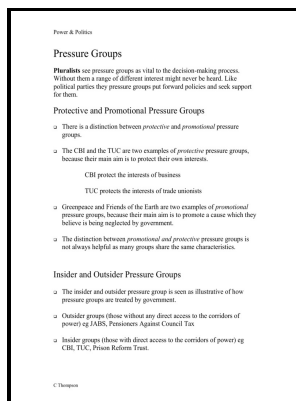 Power & Politics
Pressure Groups
Pluralists see pressure groups as vital to the decision-making process.
Without them a range of different interest might never be heard. Like
political parties they pressure groups put forward policies and seek support
for them.
Protective and Promotional Pressure Groups
❑ There is a distinction between protective and promotional pressure
groups.
❑ The CBI and the TUC are two examples of protective pressure groups,
because their main aim is to protect their own interests.
CBI protect the interests of business
TUC protects the interests of trade unionists
❑ Greenpeace and Friends of the Earth are two examples of promotional
pressure groups, because their main aim is to promote a cause which they
believe is being neglected by government.
❑ The distinction between promotional and protective pressure groups is
not always helpful as many groups share the same characteristics.
Insider and Outsider Pressure Groups
❑ The insider and outsider pressure group is seen as illustrative of how
pressure groups are treated by government.
❑ Outsider groups (those without any direct access to the corridors of
power) eg JABS, Pensioners Against Council Tax
❑ Insider groups (those with direct access to the corridors of power) eg
CBI, TUC, Prison Reform Trust.
C Thompson